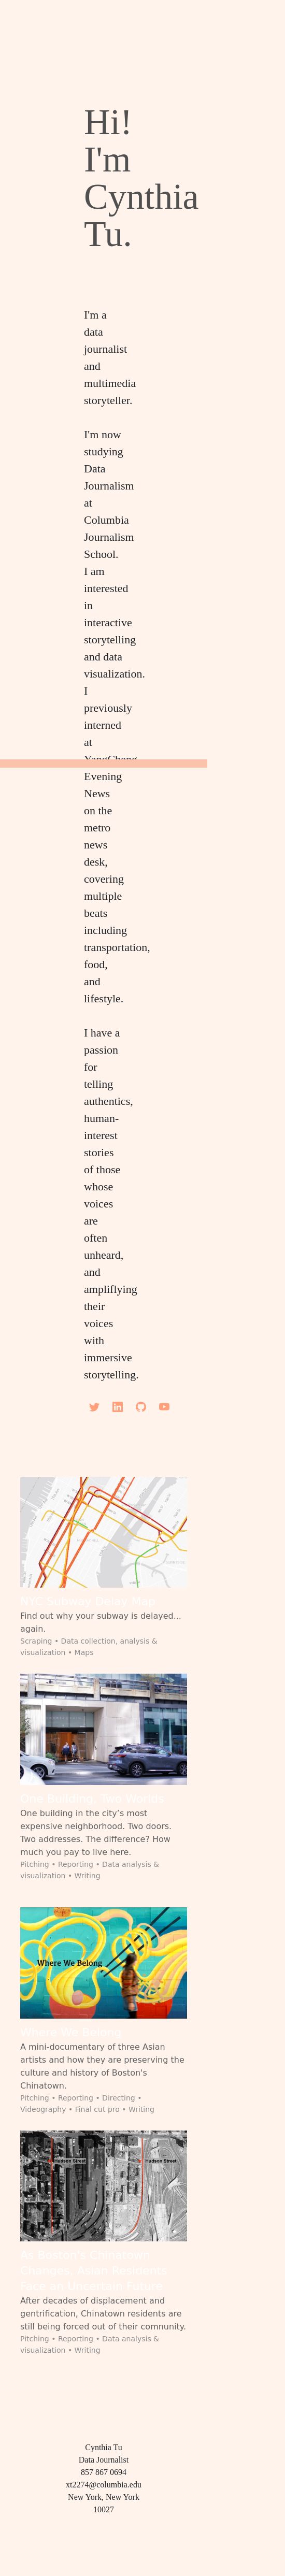 Hi!
I'm
Cynthia
Tu.
I'm a
data
journalist
and
multimedia
storyteller.
I'm now
studying
Data
Journalism
at
Columbia
Journalism
School.
I am
interested
in
interactive
storytelling
and data
visualization.
I
previously
interned
at
YangCheng
Evening
News
on the
metro
news
desk,
covering
multiple
beats
including
transportation,
food,
and
lifestyle.
I have a
passion
for
telling
authentics,
human-
interest
stories
of those
whose
voices
are
often
unheard,
and
ampliflying
their
voices
with
immersive
storytelling.
Find out why your subway is delayed...
again.
Scraping • Data collection, analysis &
visualization • Maps
One building in the city’s most
expensive neighborhood. Two doors.
Two addresses. The difference? How
much you pay to live here.
Pitching • Reporting • Data analysis &
visualization • Writing
Where We Belong
A mini-documentary of three Asian
artists and how they are preserving the
culture and history of Boston’s
Chinatown.
Pitching • Reporting • Directing •
Videography • Final cut pro • Writing
Hudson Street
Hudson Street
After decades of displacement and
gentrification, Chinatown residents are
still being forced out of their comnunity.
Pitching • Reporting • Data analysis &
visualization • Writing
Cynthia Tu
Data Journalist
857 867 0694
xt2274@columbia.edu
New York, New York
10027